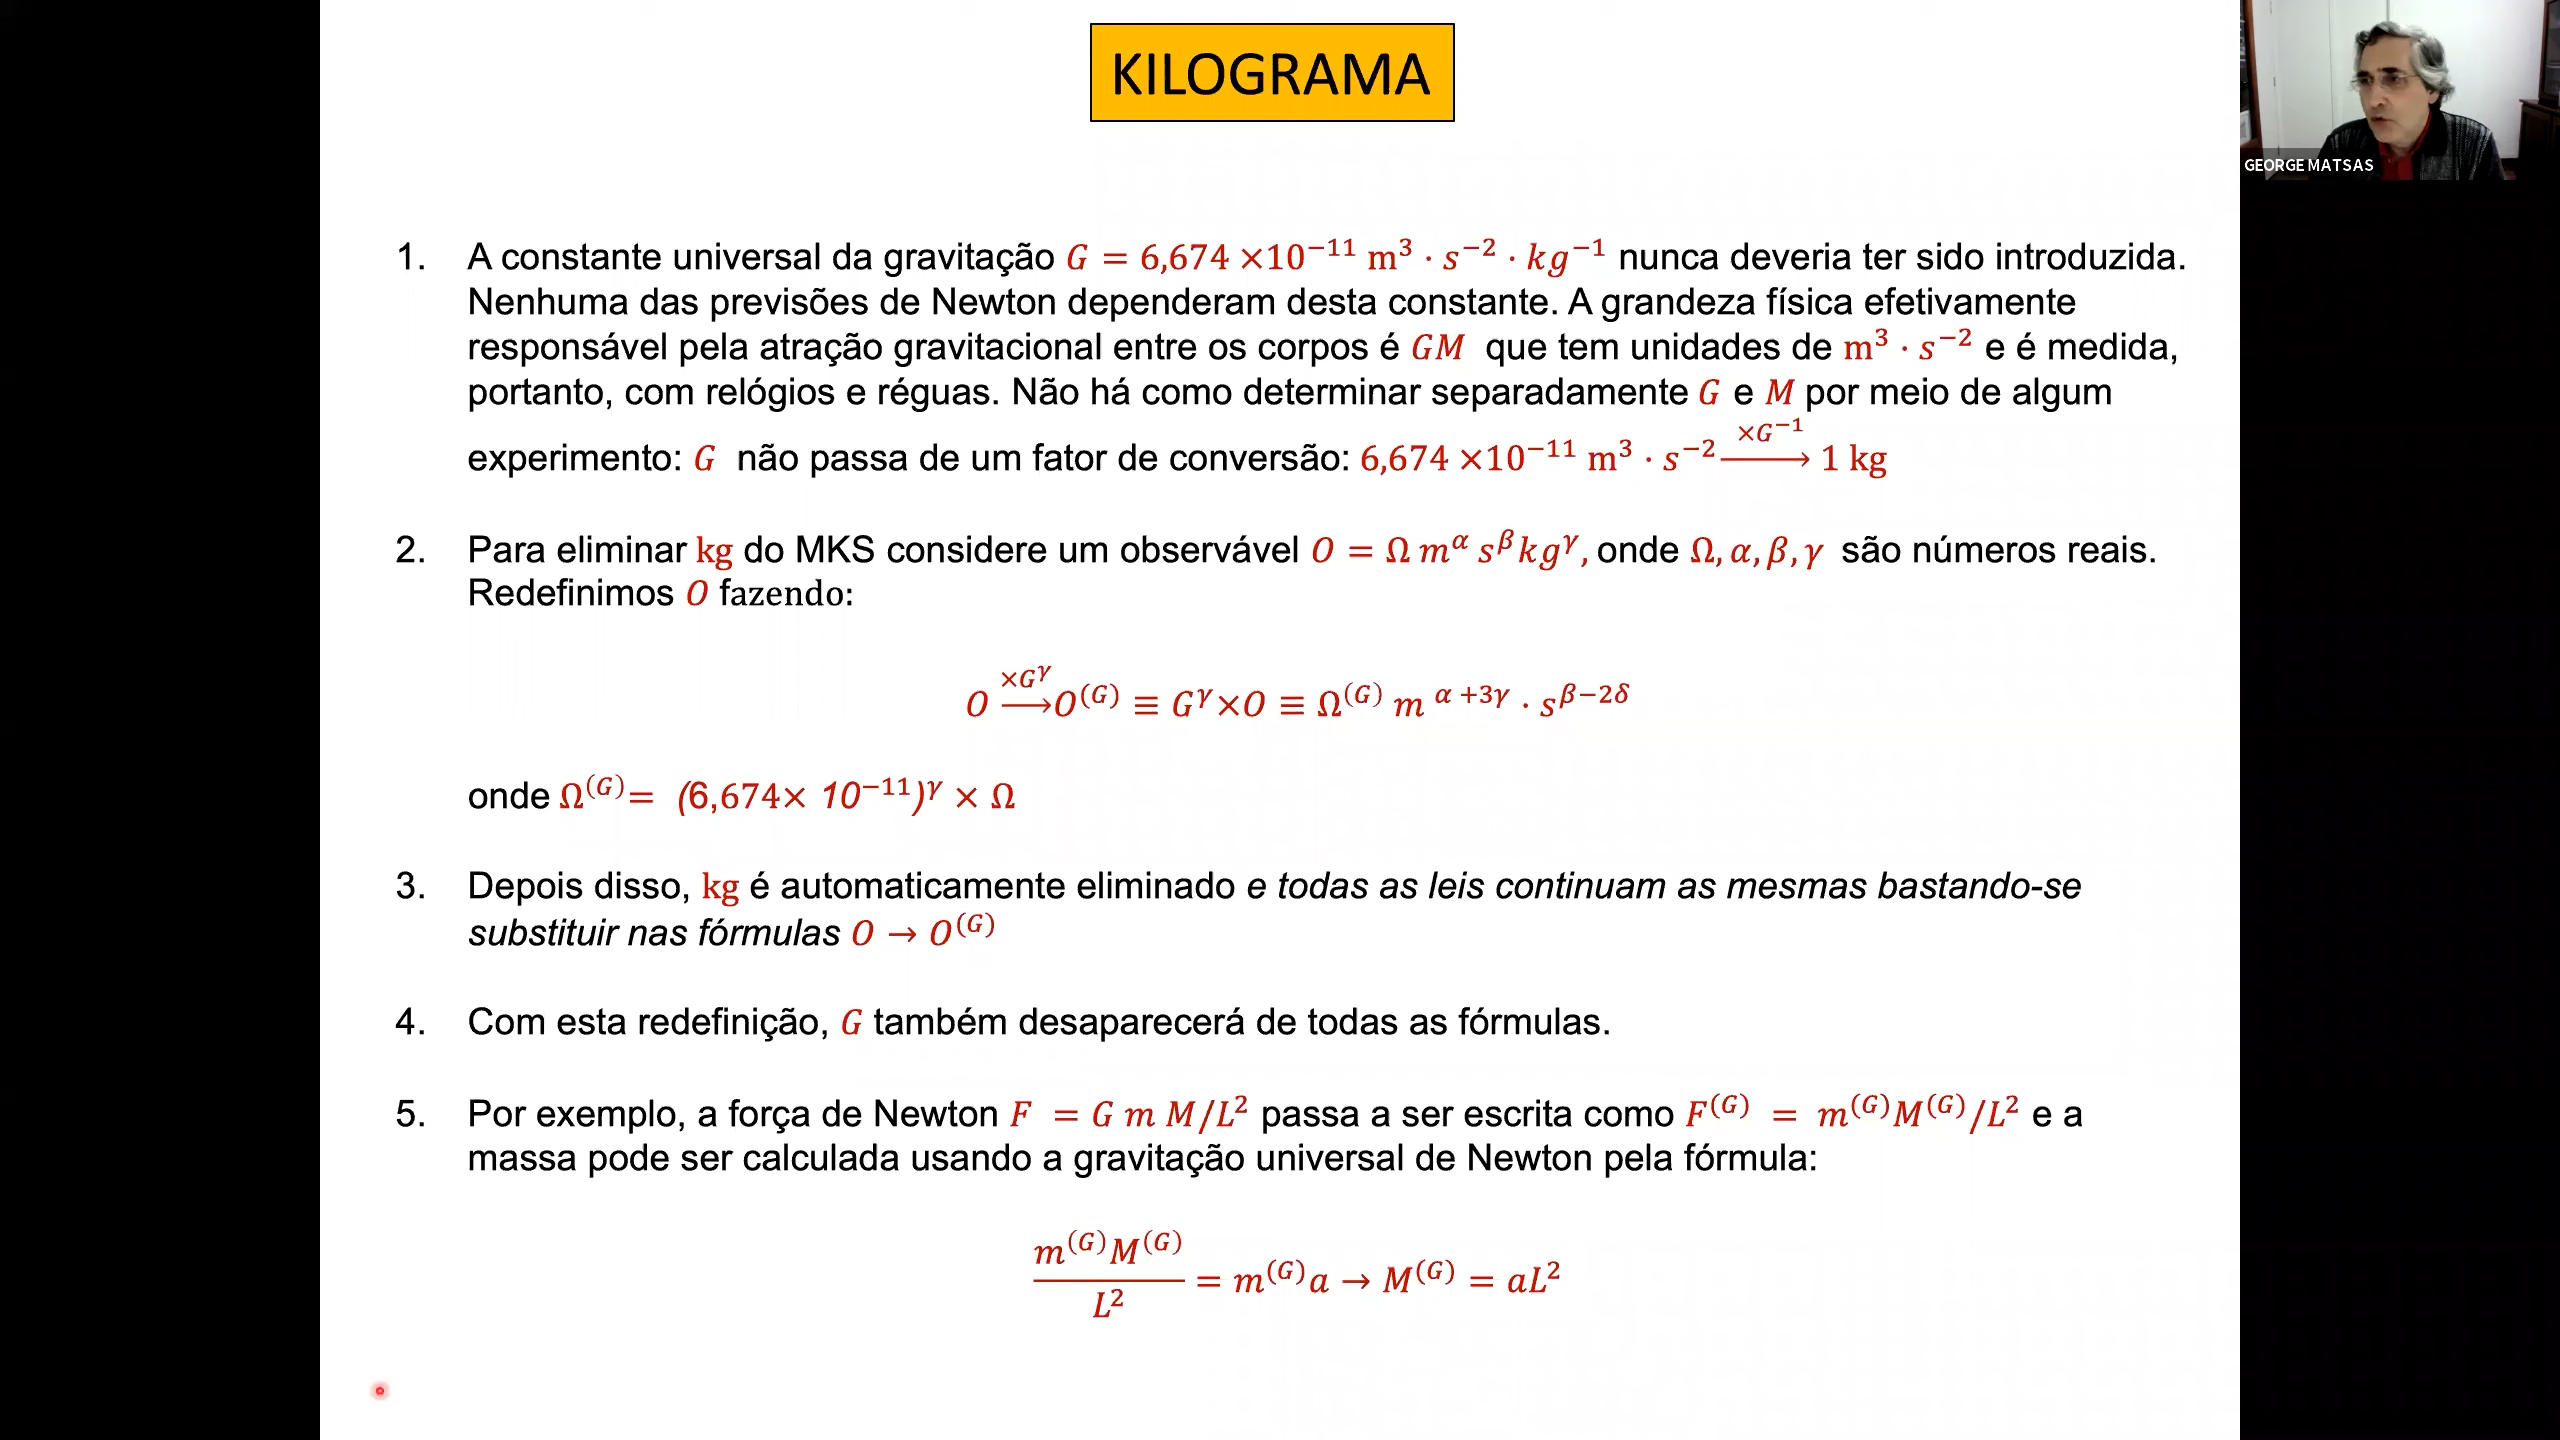 KILOGRAMA
GEORGE MATSAS
1. A constante universal da gravitação G = 6,674 ×10⁻¹¹ m³ · s⁻² · kg⁻¹ nunca deveria ter sido introduzida.
Nenhuma das previsões de Newton dependeram desta constante. A grandeza física efetivamente
responsável pela atração gravitacional entre os corpos é GM que tem unidades de m³ · s⁻² e é medida,
portanto, com relógios e réguas. Não há como determinar separadamente G e M por meio de algum
experimento: G não passa de um fator de conversão: 6,674 ×10⁻¹¹ m³ · s⁻² —×G⁻¹→ 1 kg
2. Para eliminar kg do MKS considere um observável O = Ω m^α s^β kg^γ, onde Ω, α, β, γ são números reais.
Redefinimos O fazendo:
O —×G^γ→ O^(G) ≡ G^γ×O ≡ Ω^(G) m^(α+3γ) · s^(β−2δ)
onde Ω^(G) = (6,674× 10⁻¹¹)^γ × Ω
3. Depois disso, kg é automaticamente eliminado e todas as leis continuam as mesmas bastando-se
substituir nas fórmulas O → O^(G)
4. Com esta redefinição, G também desaparecerá de todas as fórmulas.
5. Por exemplo, a força de Newton F = G m M/L² passa a ser escrita como F^(G) = m^(G)M^(G)/L² e a
massa pode ser calculada usando a gravitação universal de Newton pela fórmula:
m^(G)M^(G)/L² = m^(G)a → M^(G) = aL²